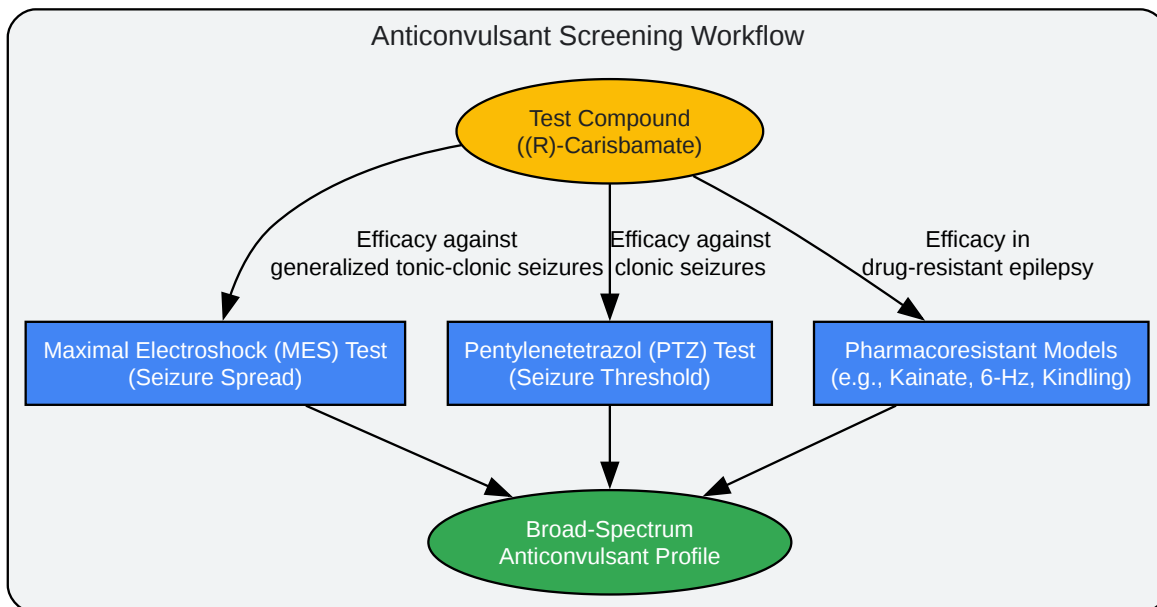 Anticonvulsant Screening Workflow
Test Compound
((R)-Carisbamate)
Efficacy against
generalized tonic-clonic seizures
Efficacy against
clonic seizures
Efficacy in
drug-resistant epilepsy
Maximal Electroshock (MES) Test
(Seizure Spread)
Pentylenetetrazol (PTZ) Test
(Seizure Threshold)
Pharmacoresistant Models
(e.g., Kainate, 6-Hz, Kindling)
Broad-Spectrum
Anticonvulsant Profile